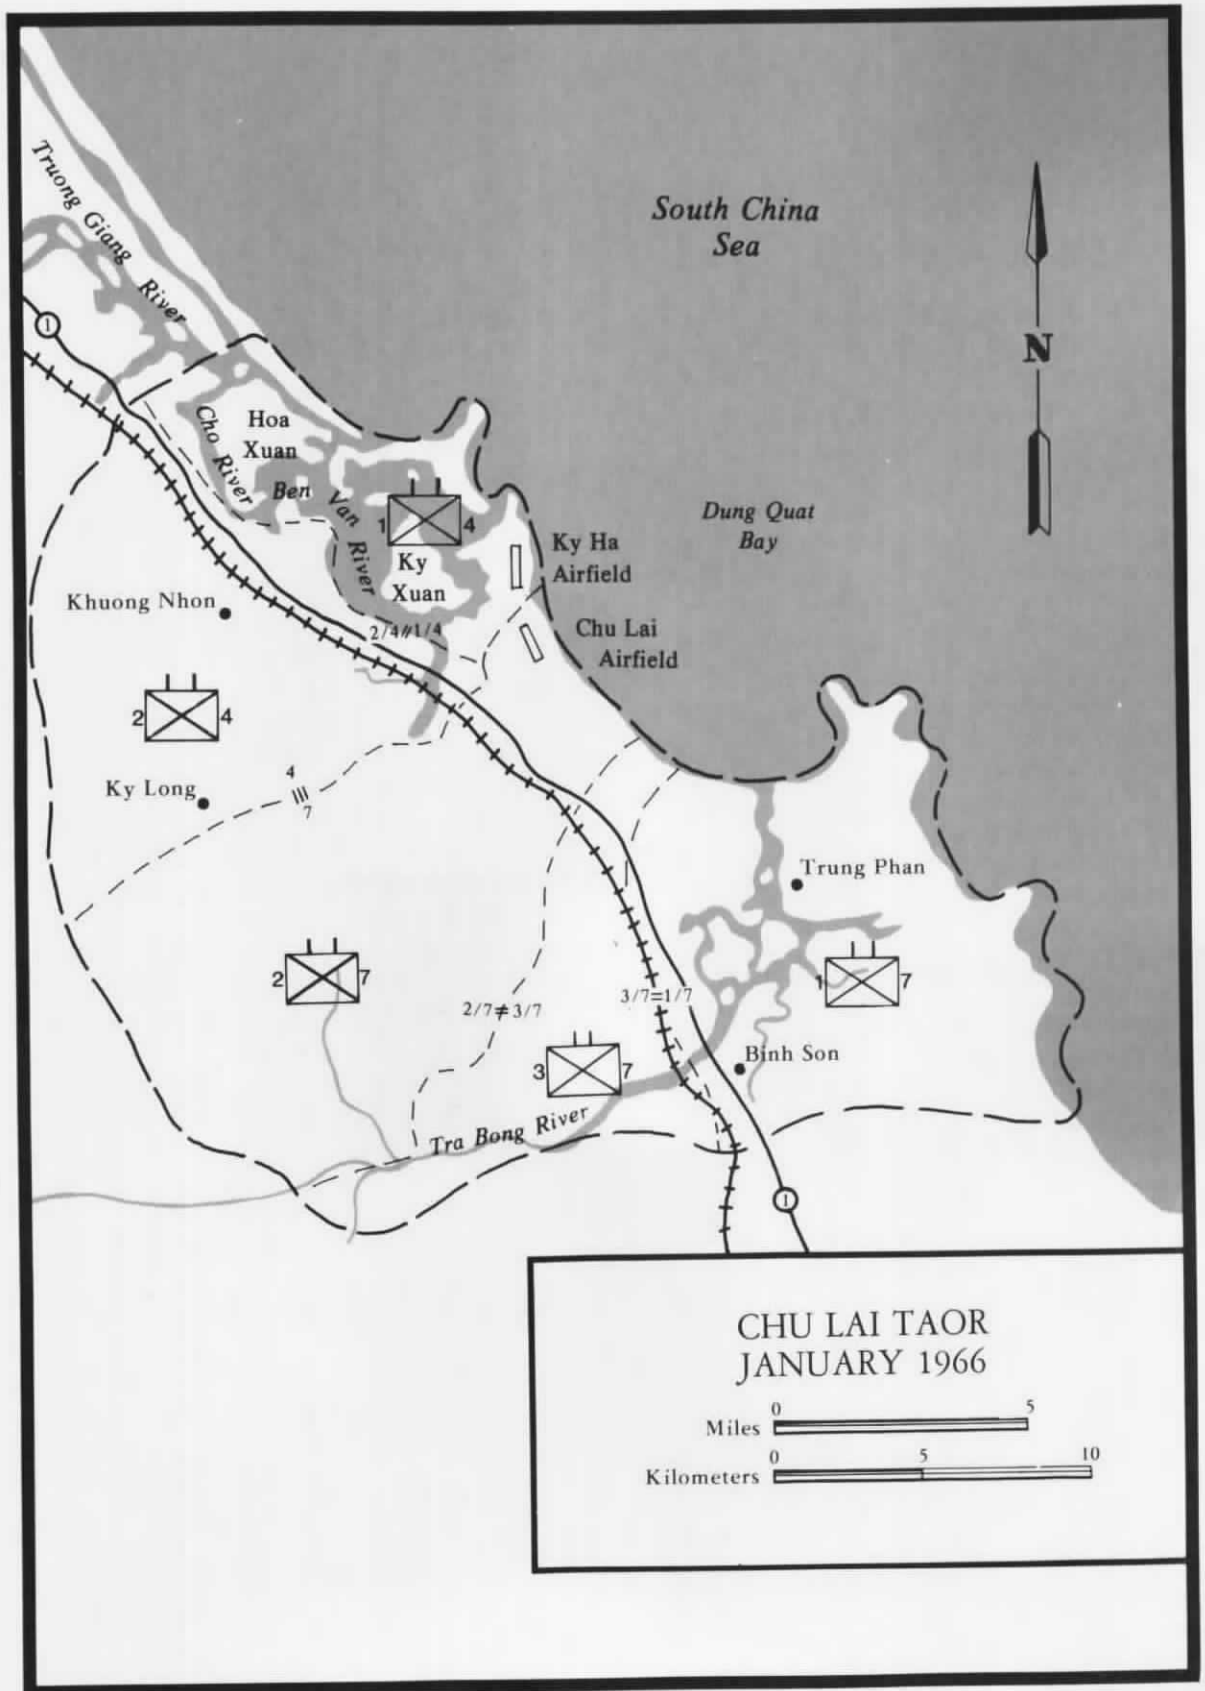 Truong Giang River
South China
Sea
1
N
Hoa
Xuan
Cho River
Ben Van River
1 4
Dung Quat
Bay
Ky Ha
Airfield
Ky
Xuan
Khuong Nhon
2/4 1/4
Chu Lai
Airfield
2 4
4
7
Ky Long
Trung Phan
2 7
1 7
2/7 3/7
3/7 1/7
Binh Son
3 7
Tra Bong River
1
CHU LAI TAOR
JANUARY 1966
0 5
Miles
0 5 10
Kilometers